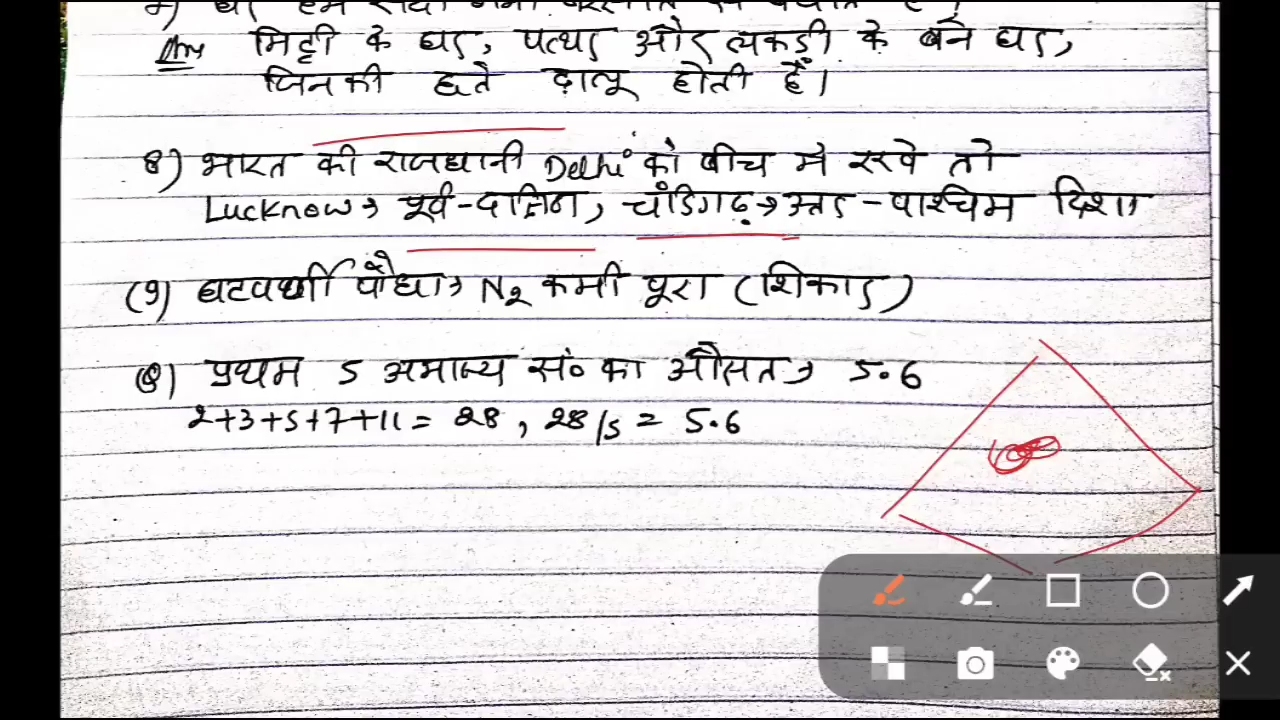 मिट्टी के घर, पत्थर और लकड़ी के बने घर,
जिनकी छते ढ़ालू होती हैं।
8) भारत की राजधानी Delhi को बीच मे रखे तो
Lucknow→ पूर्व-दक्षिण, चंडिगढ़→उत्तर-पश्चिम दिशा
(9) घटपर्णी पौधा→ N2 कमी पूरा (शिकार)
प्रथम 5 अभाज्य सं० का औसत→ 5.6
2+3+5+7+11= 28, 28/5 = 5.6